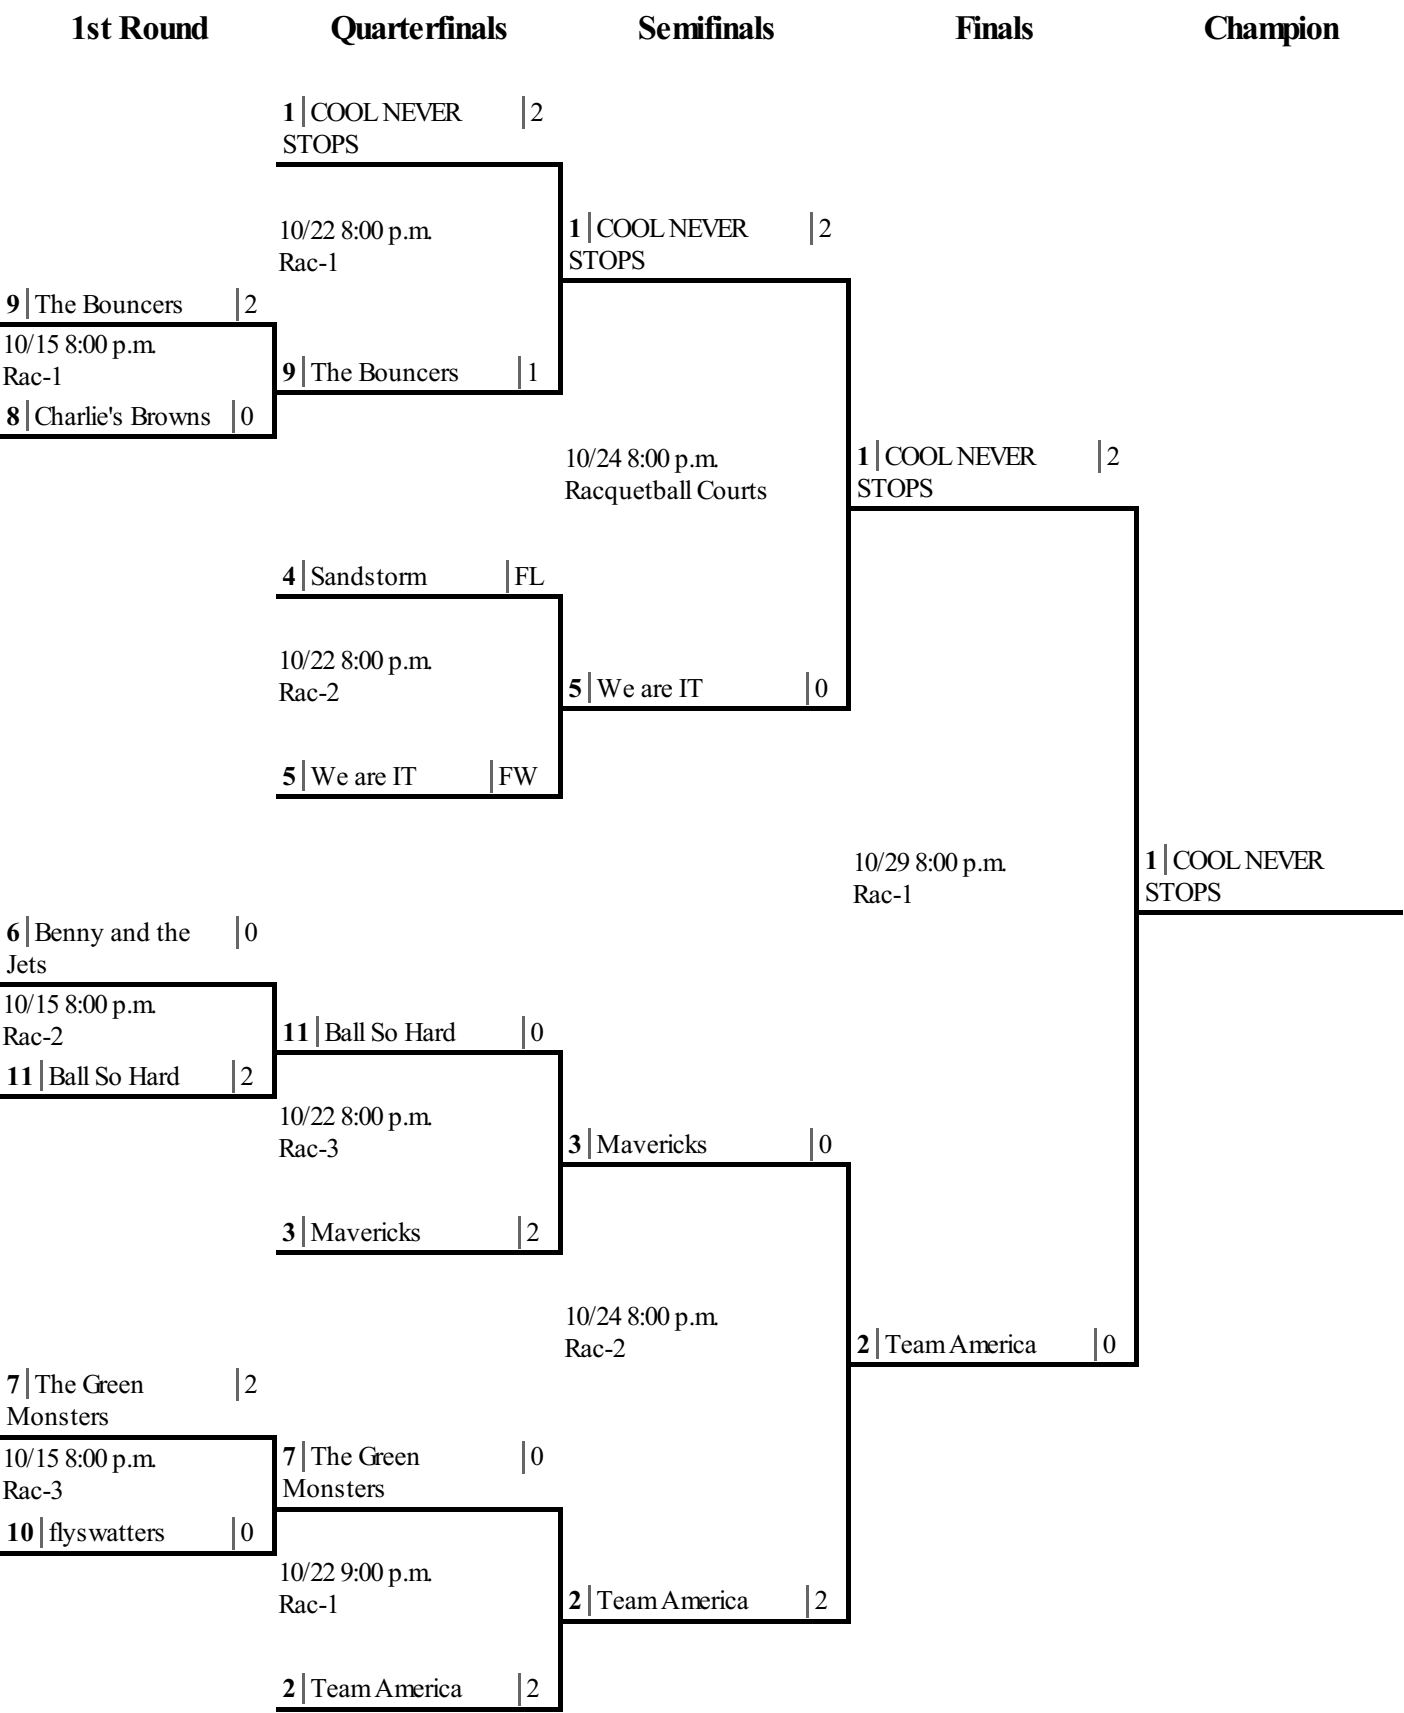 1st Round
Quarterfinals
Semifinals
Finals
Champion
1 COOL NEVER 2
STOPS
10/22 8:00 p.m.
Rac-1
1 COOL NEVER 2
STOPS
9 The Bouncers 2
10/15 8:00 p.m.
Rac-1
8 Charlie's Browns 0
9 The Bouncers 1
10/24 8:00 p.m.
Racquetball Courts
1 COOL NEVER 2
STOPS
4 Sandstorm FL
10/22 8:00 p.m.
Rac-2
5 We are IT 0
5 We are IT FW
10/29 8:00 p.m.
Rac-1
1 COOL NEVER
STOPS
6 Benny and the 0
Jets
10/15 8:00 p.m.
Rac-2
11 Ball So Hard 2
11 Ball So Hard 0
10/22 8:00 p.m.
Rac-3
3 Mavericks 0
3 Mavericks 2
10/24 8:00 p.m.
Rac-2
2 Team America 0
7 The Green 2
Monsters
10/15 8:00 p.m.
Rac-3
10 flyswatters 0
7 The Green 0
Monsters
10/22 9:00 p.m.
Rac-1
2 Team America 2
2 Team America 2